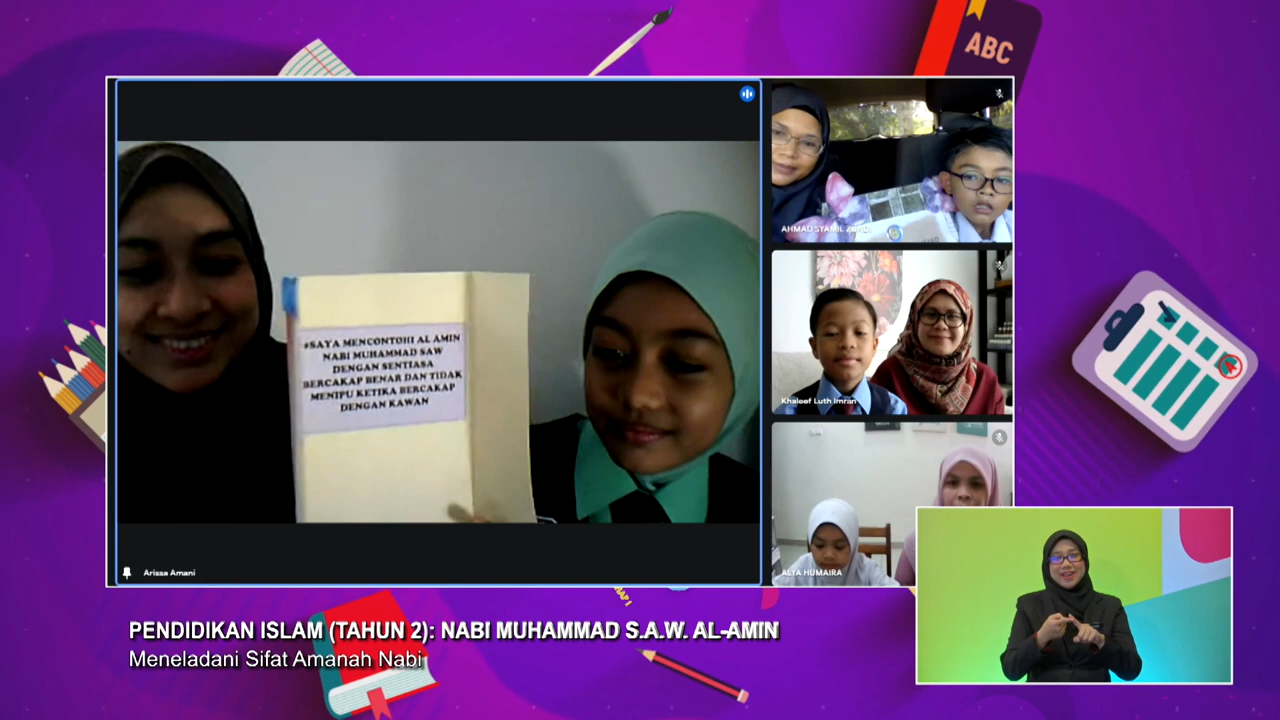 ABC
#SAYA MENCONTOHI AL AMIN
NABI MUHAMMAD SAW
DENGAN SENTIASA
BERCAKAP BENAR DAN TIDAK
MENIPU KETIKA BERCAKAP
DENGAN KAWAN
Arissa Amani
AHMAD SYAMIL
Khaleef Luth Imran
ALYA HUMAIRA
PENDIDIKAN ISLAM (TAHUN 2): NABI MUHAMMAD S.A.W. AL-AMIN
Meneladani Sifat Amanah Nabi